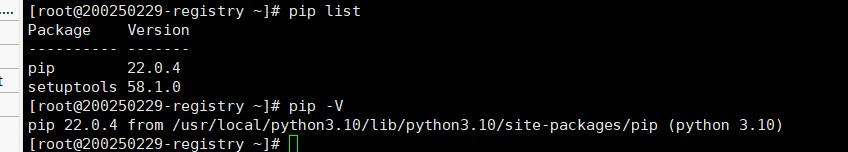 ....
[root@200250229-registry ~]# pip list
Package    Version
---------- -------
pip        22.0.4
t
setuptools 58.1.0
[root@200250229-registry ~]# pip -V
pip 22.0.4 from /usr/local/python3.10/lib/python3.10/site-packages/pip (python 3.10)
[root@200250229-registry ~]#